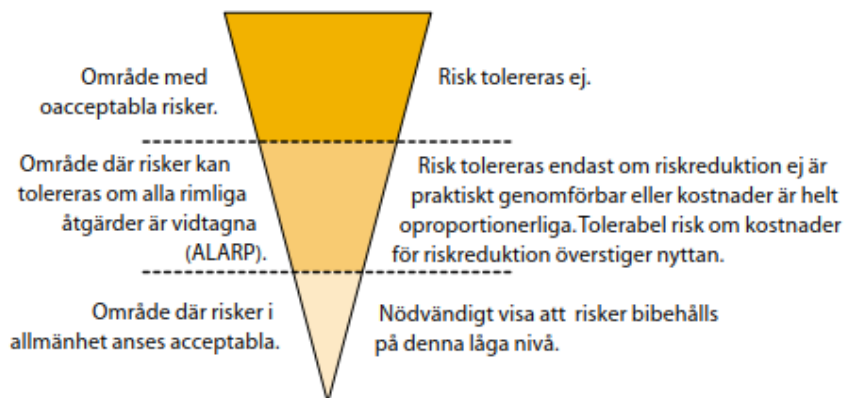 Område med
oacceptabla risker.
Risk tolereras ej.
Område där risker kan
tolereras om alla rimliga
åtgärder är vidtagna
(ALARP).
Risk tolereras endast om riskreduktion ej är
praktiskt genomförbar eller kostnader är helt
oproportionerliga. Tolerabel risk om kostnader
för riskreduktion överstiger nyttan.
Område där risker i
allmänhet anses acceptabla.
Nödvändigt visa att risker bibehålls
på denna låga nivå.